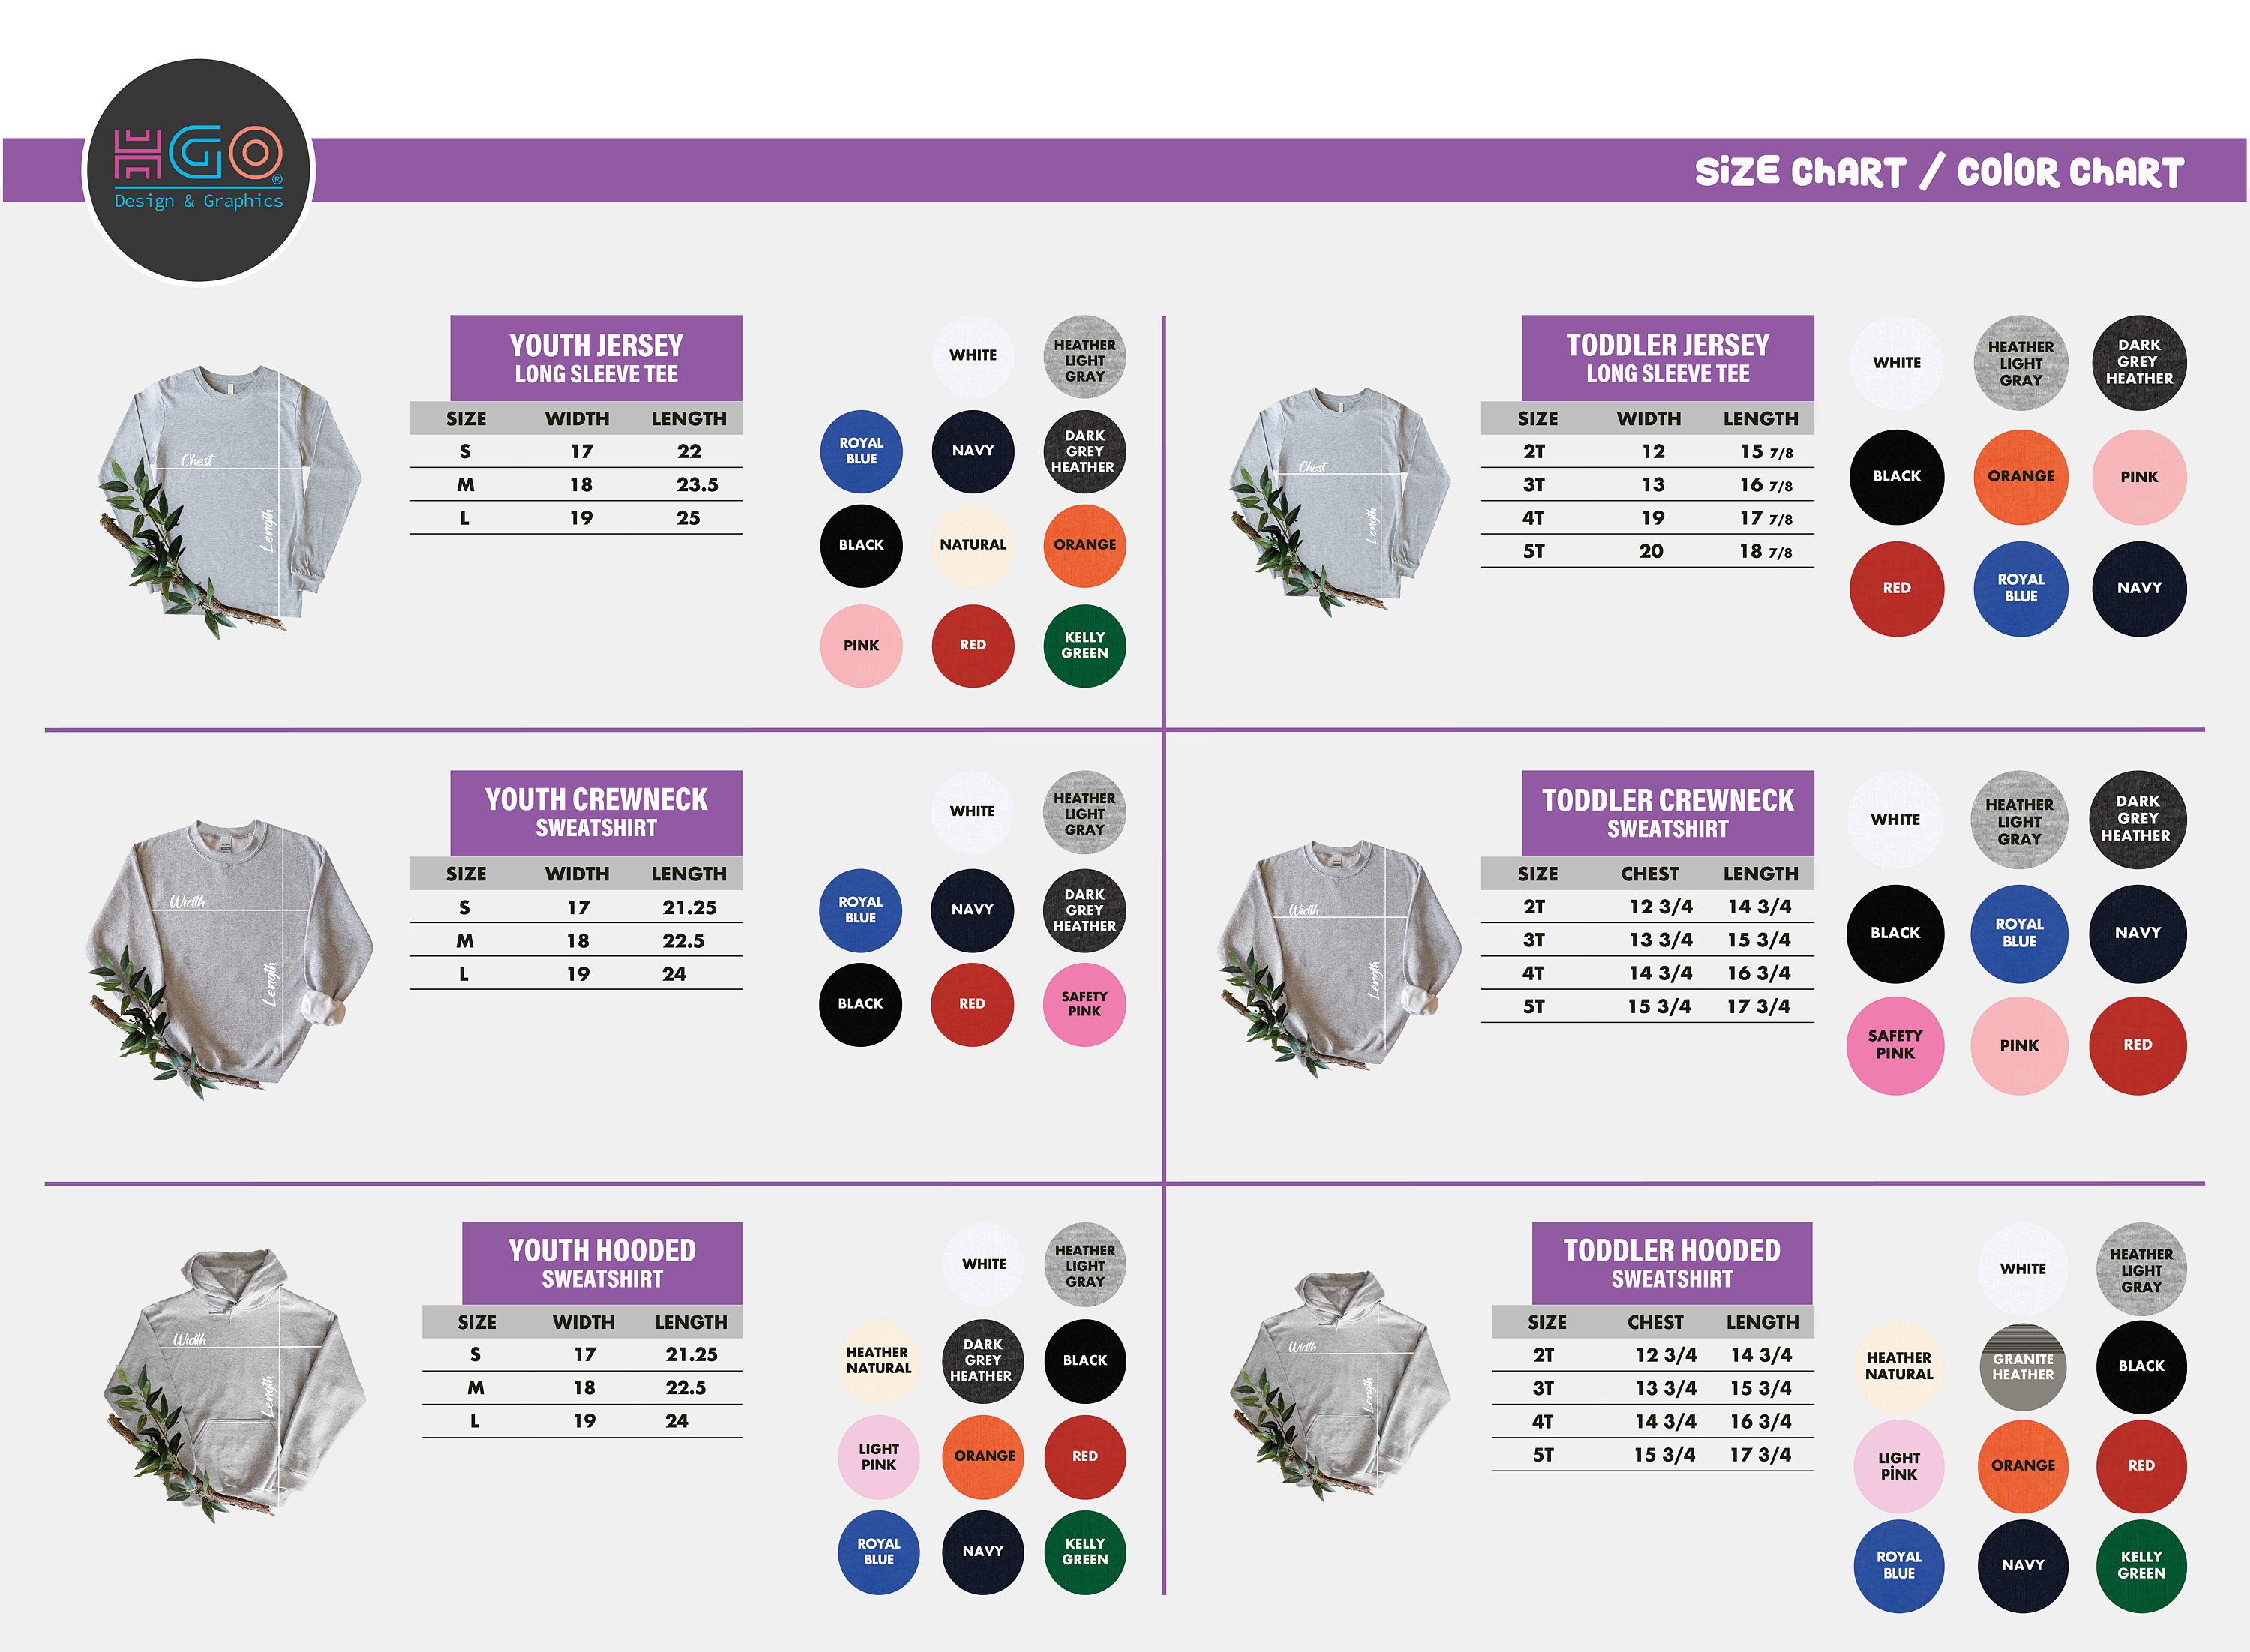 HGO®
Design & Graphics
SiZE ChART / COlOR ChART
YOUTH JERSEY
LONG SLEEVE TEE
SIZE WIDTH LENGTH
S 17 22
M 18 23.5
L 19 25
Chest
Length
WHITE
HEATHER
LIGHT
GRAY
ROYAL
BLUE
NAVY
DARK
GREY
HEATHER
BLACK
NATURAL
ORANGE
PINK
RED
KELLY
GREEN
TODDLER JERSEY
LONG SLEEVE TEE
SIZE WIDTH LENGTH
2T 12 15 7/8
3T 13 16 7/8
4T 19 17 7/8
5T 20 18 7/8
Chest
Length
WHITE
HEATHER
LIGHT
GRAY
DARK
GREY
HEATHER
BLACK
ORANGE
PINK
RED
ROYAL
BLUE
NAVY
YOUTH CREWNECK
SWEATSHIRT
SIZE WIDTH LENGTH
S 17 21.25
M 18 22.5
L 19 24
Width
Length
WHITE
HEATHER
LIGHT
GRAY
ROYAL
BLUE
NAVY
DARK
GREY
HEATHER
BLACK
RED
SAFETY
PINK
TODDLER CREWNECK
SWEATSHIRT
SIZE CHEST LENGTH
2T 12 3/4 14 3/4
3T 13 3/4 15 3/4
4T 14 3/4 16 3/4
5T 15 3/4 17 3/4
Width
Length
WHITE
HEATHER
LIGHT
GRAY
DARK
GREY
HEATHER
BLACK
ROYAL
BLUE
NAVY
SAFETY
PINK
PINK
RED
YOUTH HOODED
SWEATSHIRT
SIZE WIDTH LENGTH
S 17 21.25
M 18 22.5
L 19 24
Width
Length
WHITE
HEATHER
LIGHT
GRAY
HEATHER
NATURAL
DARK
GREY
HEATHER
BLACK
LIGHT
PINK
ORANGE
RED
ROYAL
BLUE
NAVY
KELLY
GREEN
TODDLER HOODED
SWEATSHIRT
SIZE CHEST LENGTH
2T 12 3/4 14 3/4
3T 13 3/4 15 3/4
4T 14 3/4 16 3/4
5T 15 3/4 17 3/4
Width
Length
WHITE
HEATHER
LIGHT
GRAY
HEATHER
NATURAL
GRANITE
HEATHER
BLACK
LIGHT
PiNK
ORANGE
RED
ROYAL
BLUE
NAVY
KELLY
GREEN